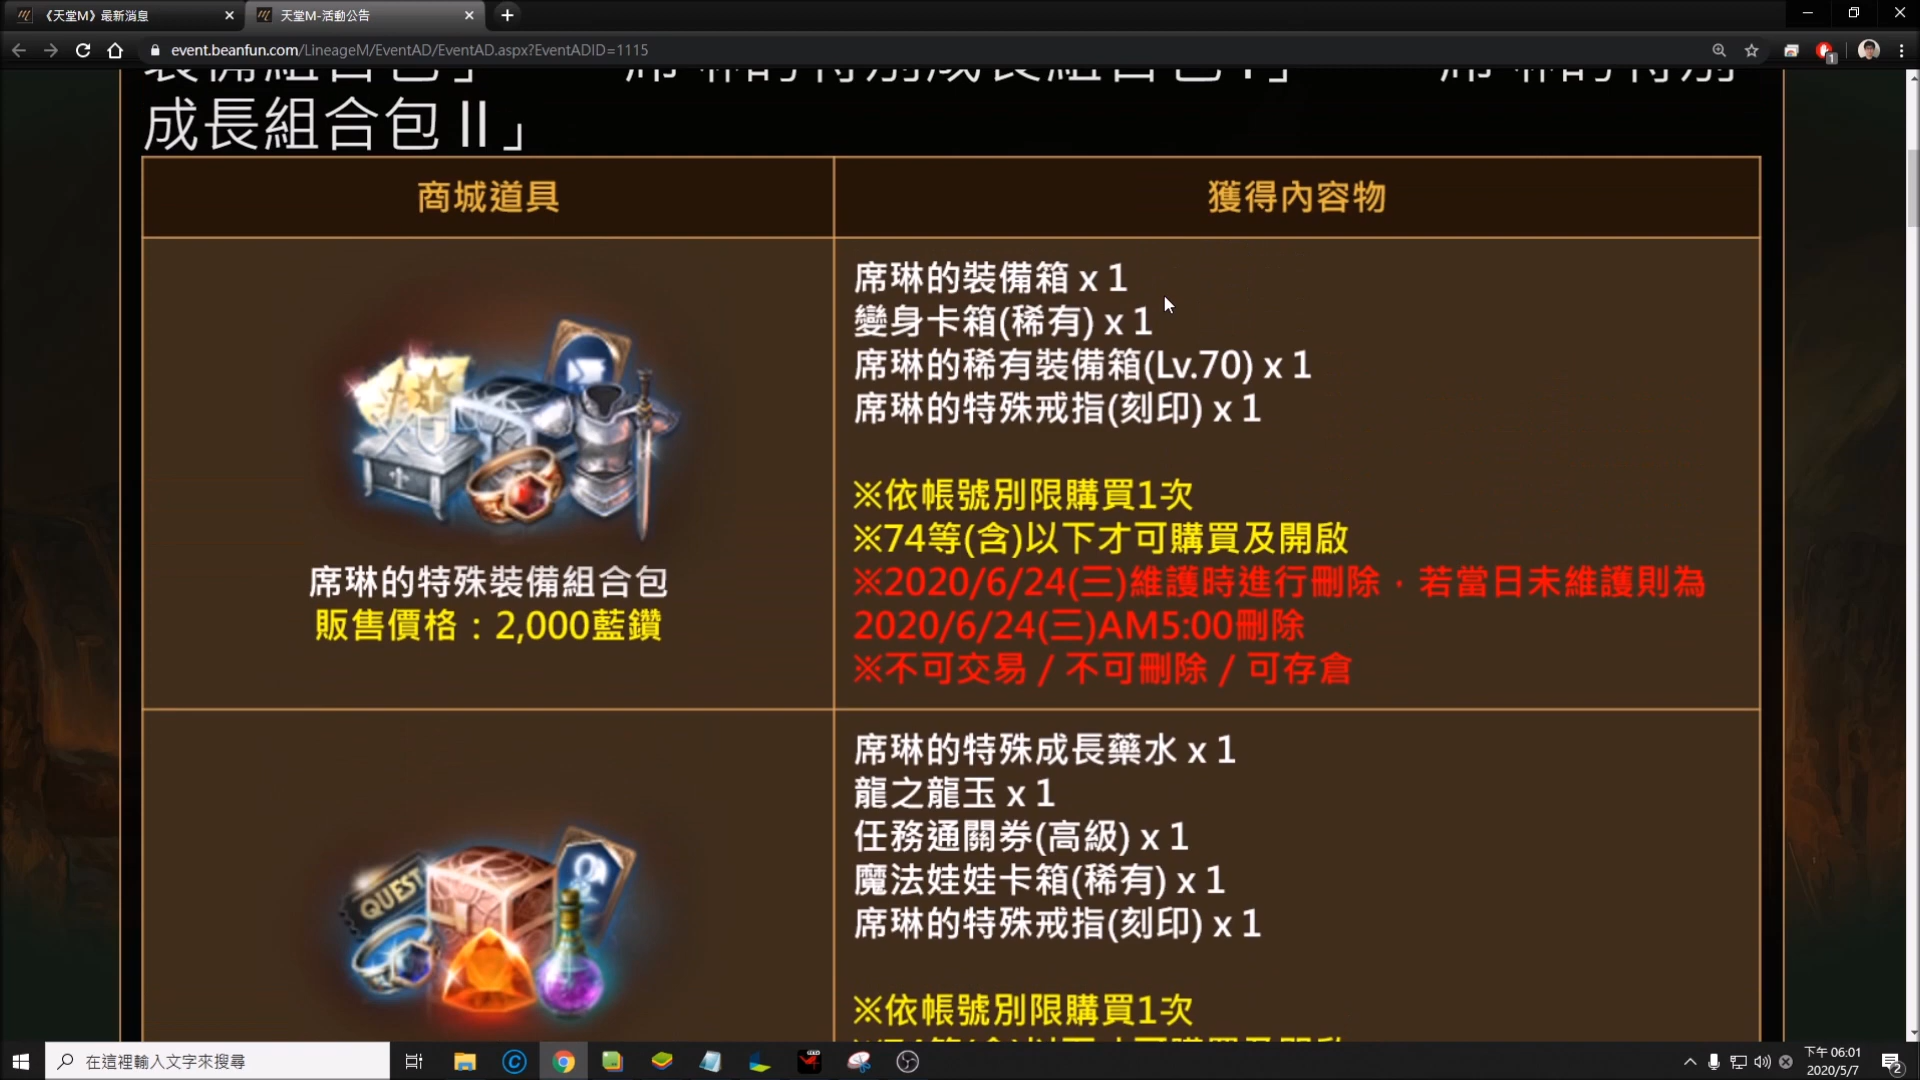 《天堂M》最新消息
天堂M-活動公告
event.beanfun.com/LineageM/EventAD/EventAD.aspx?EventADID=1115
成長組合包 II」
商城道具
獲得內容物
席琳的裝備箱 x 1
變身卡箱(稀有) x 1
席琳的稀有裝備箱(Lv.70) x 1
席琳的特殊戒指(刻印) x 1
※依帳號別限購買1次
※74等(含)以下才可購買及開啟
※2020/6/24(三)維護時進行刪除，若當日未維護則為
2020/6/24(三)AM5:00刪除
※不可交易 / 不可刪除 / 可存倉
席琳的特殊裝備組合包
販售價格：2,000藍鑽
席琳的特殊成長藥水 x 1
龍之龍玉 x 1
任務通關券(高級) x 1
魔法娃娃卡箱(稀有) x 1
席琳的特殊戒指(刻印) x 1
※依帳號別限購買1次
QUEST
在這裡輸入文字來搜尋
下午 06:01
2020/5/7